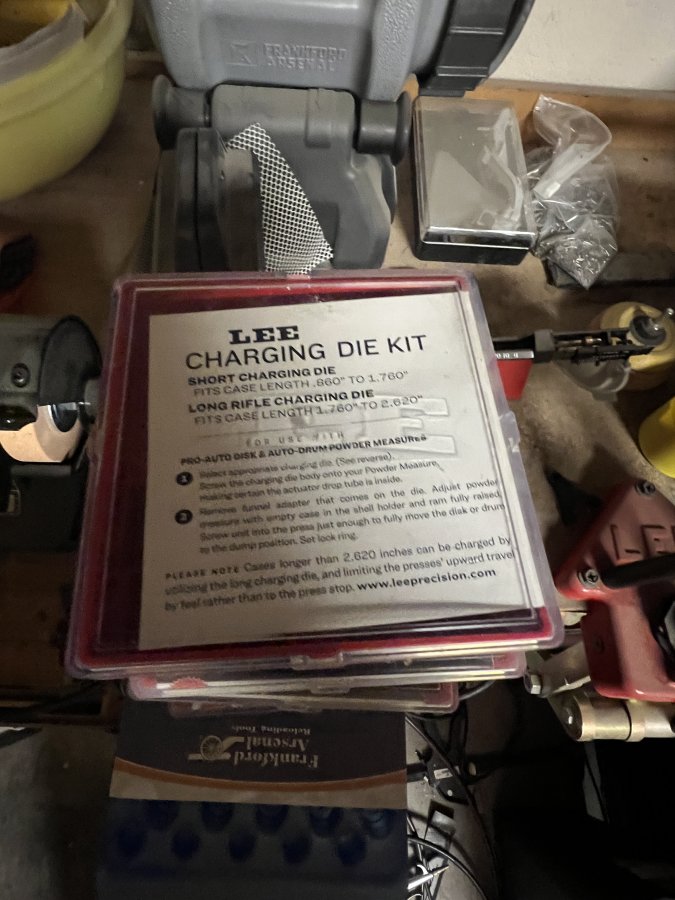 FRANKFORD
ARSENAL
LEE
CHARGING DIE KIT
SHORT CHARGING DIE
FITS CASE LENGTH .860" TO 1.760"
LONG RIFLE CHARGING DIE
FITS CASE LENGTH 1.760" TO 2.620"
LEE
FOR USE WITH
PRO-AUTO DISK & AUTO-DRUM POWDER MEASURES
1 Select appropriate charging die. (See reverse).
Screw the charging die body onto your Powder Measure,
making certain the actuator drop tube is inside.
2 Remove funnel adapter that comes on the die. Adjust powder
measure with empty case in the shell holder and ram fully raised.
Screw unit into the press just enough to fully move the disk or drum
to the dump position. Set lock ring.
PLEASE NOTE Cases longer than 2.620 inches can be charged by
utilizing the long charging die, and limiting the presses' upward travel
by feel rather than to the press stop. www.leeprecision.com
LEE
Frankford
Arsenal
Reloading Tools